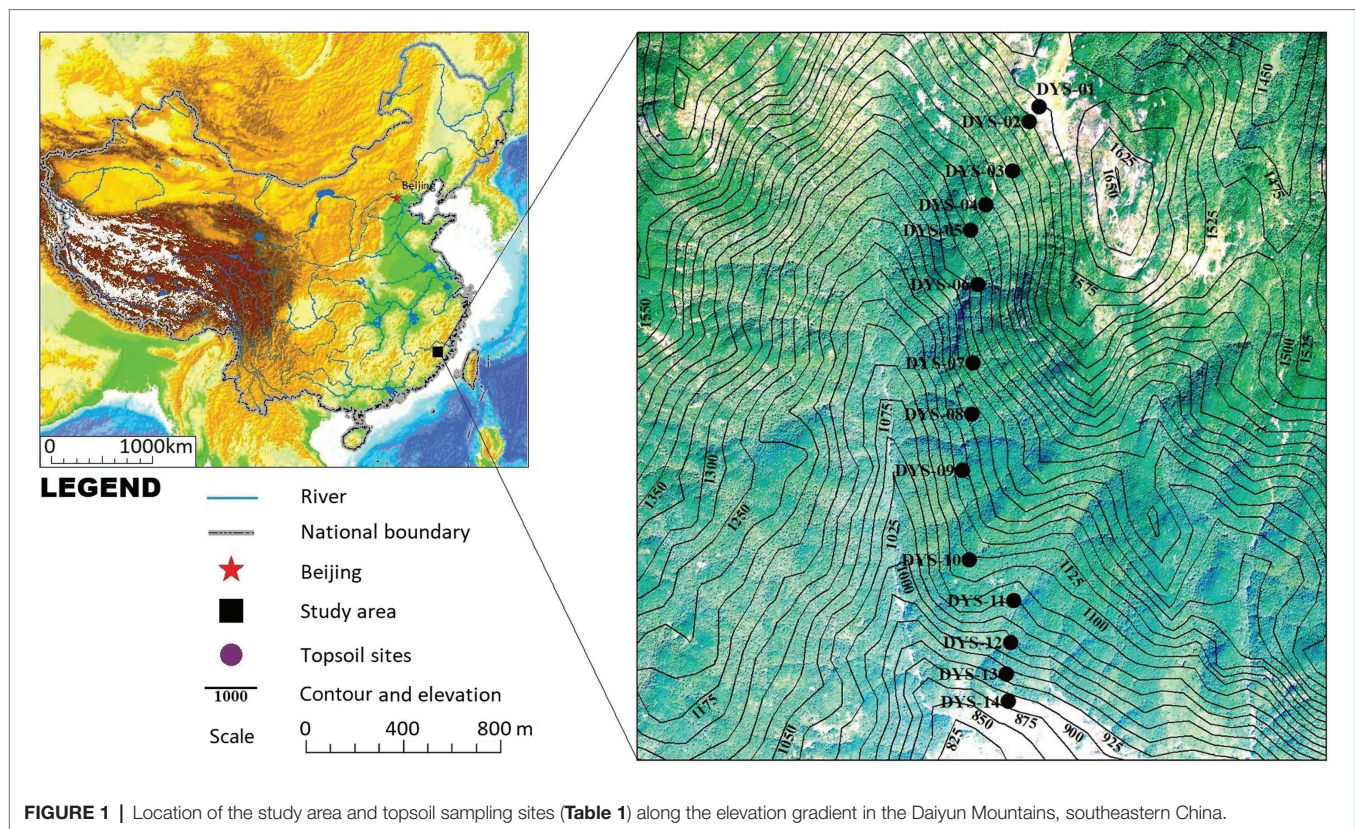 Beijing
0 1000km
LEGEND
River
National boundary
Beijing
Study area
Topsoil sites
1000 Contour and elevation
Scale 0 400 800 m
DYS-01
DYS-02
DYS-03
DYS-04
DYS-05
DYS-06
DYS-07
DYS-08
DYS-09
DYS-10
DYS-11
DYS-12
DYS-13
DYS-14
1450
1625
1650
1475
1525
1575
1550
1500
1525
1075
1300
1350
1250
1025
1000
1125
1100
1175
1050
850
875
825
900
925
FIGURE 1 | Location of the study area and topsoil sampling sites (Table 1) along the elevation gradient in the Daiyun Mountains, southeastern China.